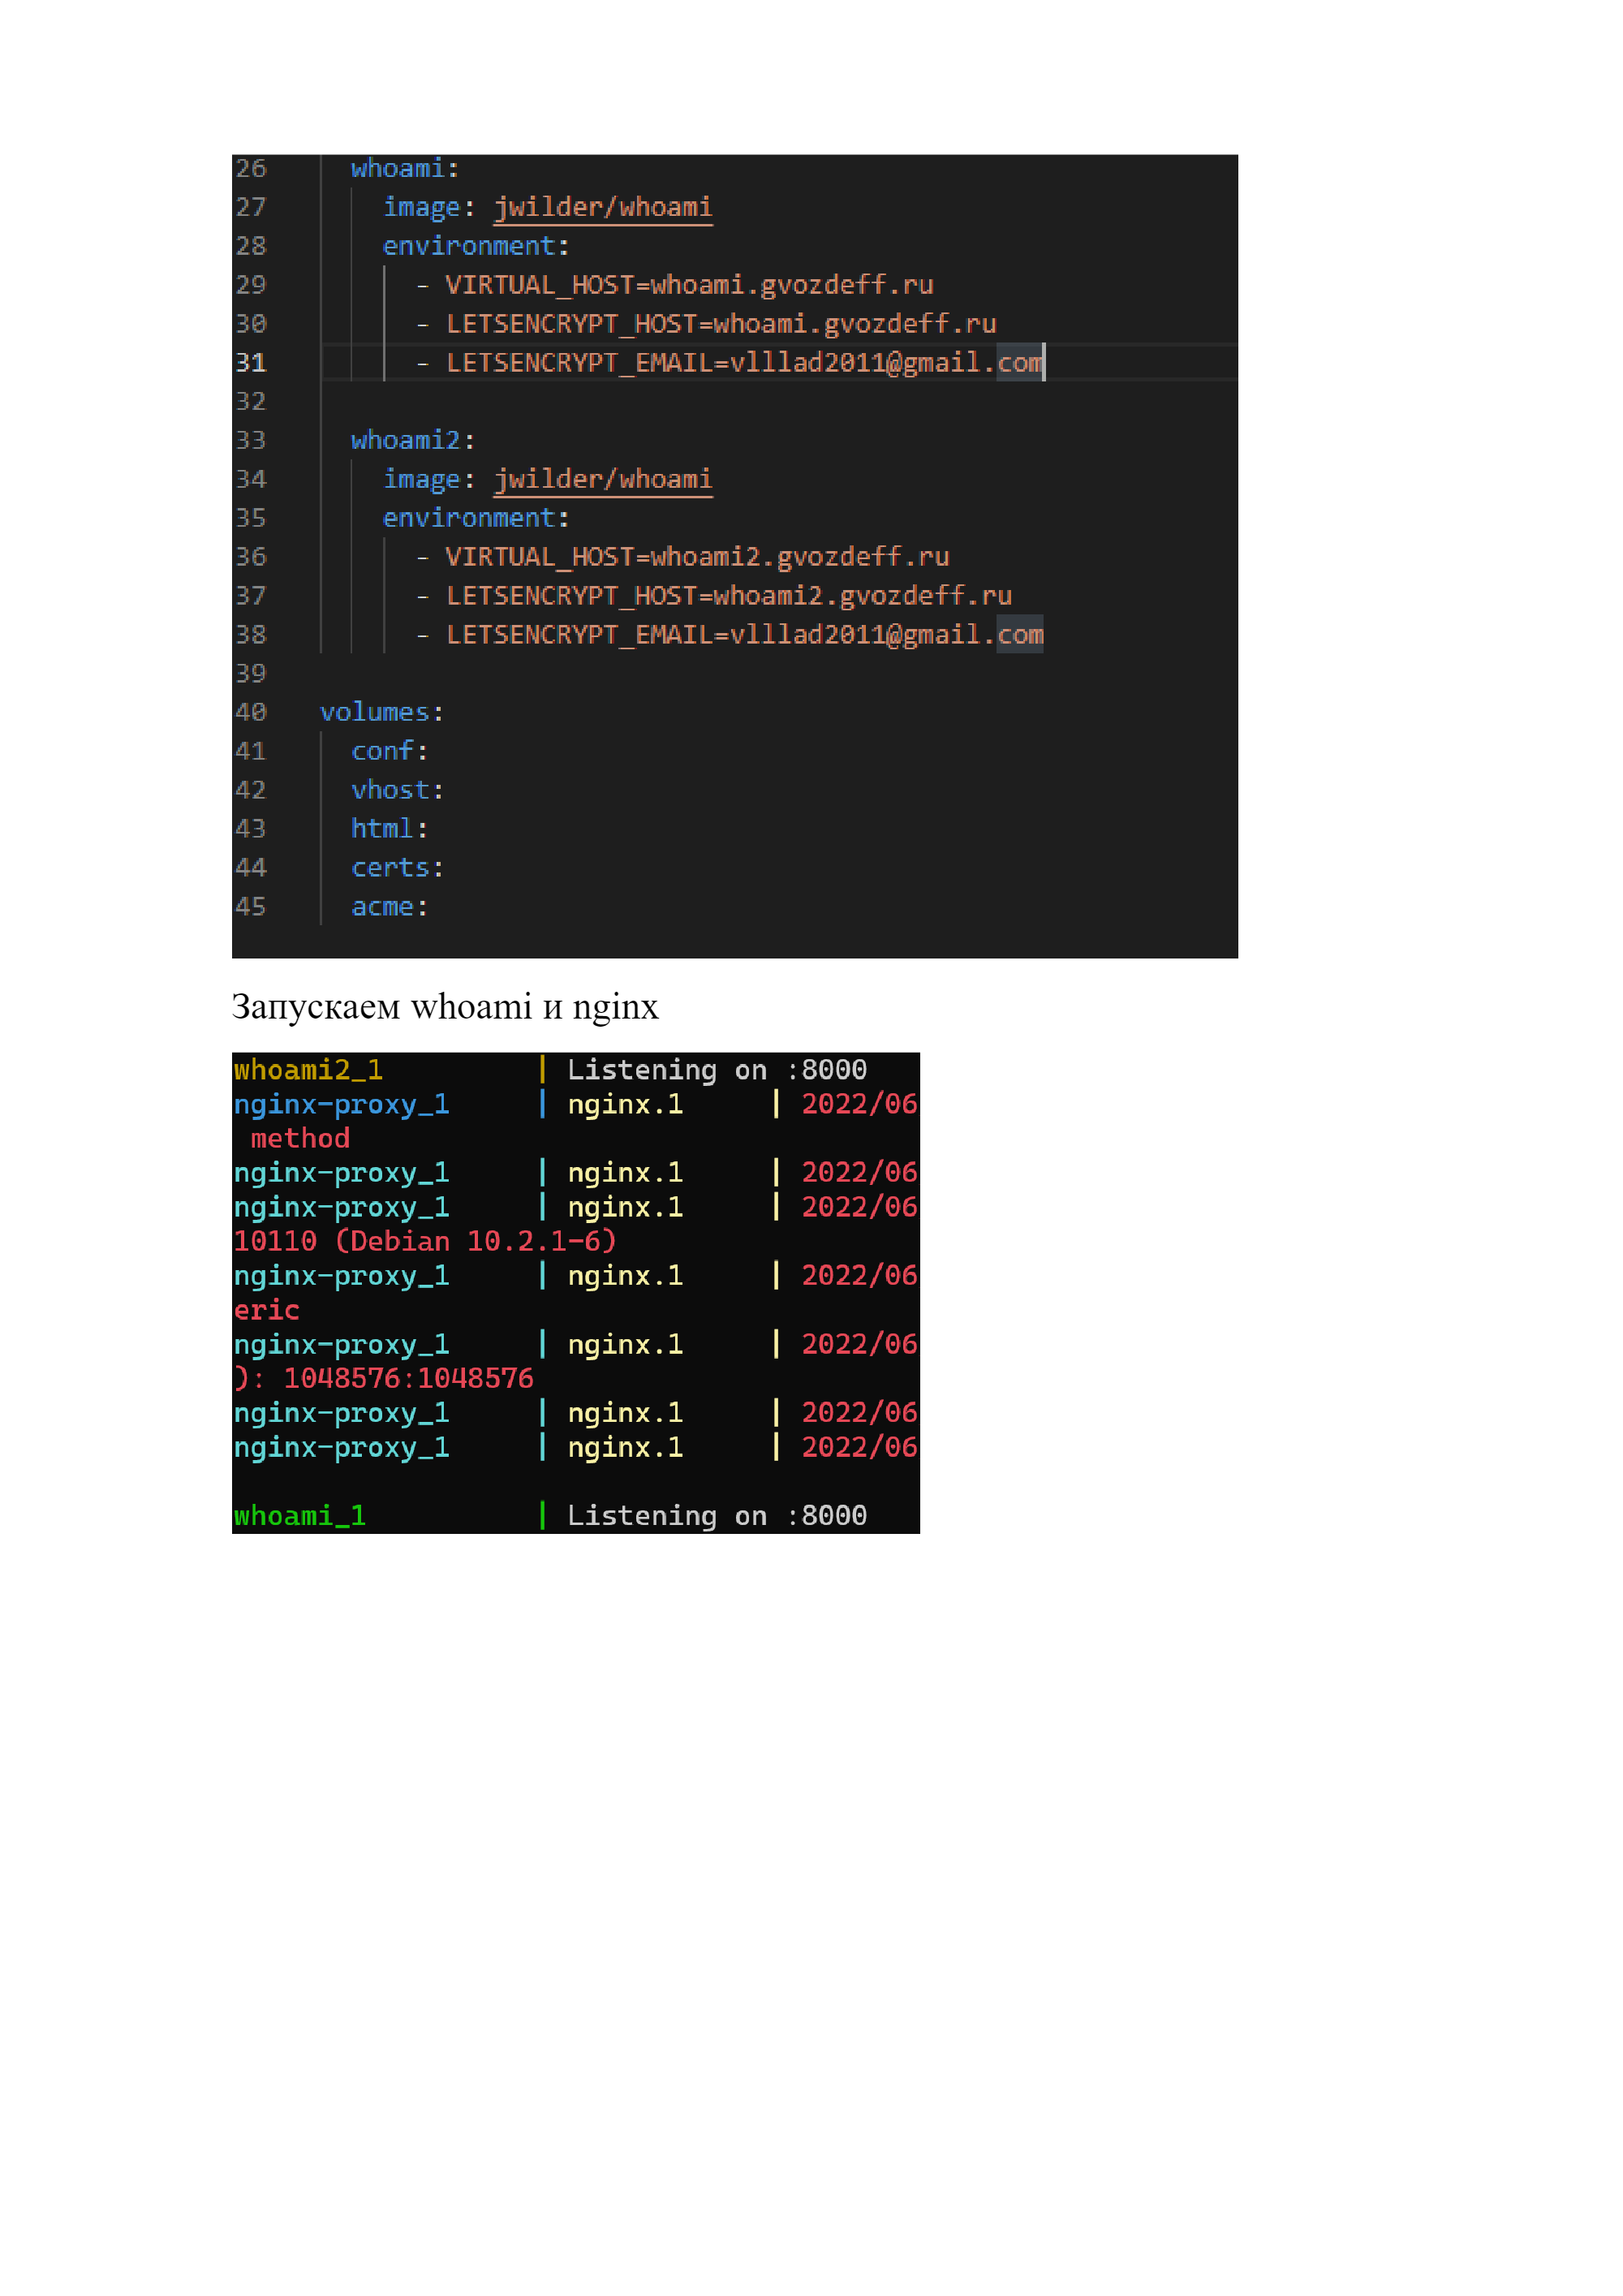 26 whoami:
27 image: jwilder/whoami
28 environment:
29 - VIRTUAL_HOST=whoami.gvozdeff.ru
30 - LETSENCRYPT_HOST=whoami.gvozdeff.ru
31 - LETSENCRYPT_EMAIL=vlllad2011@gmail.com
32
33 whoami2:
34 image: jwilder/whoami
35 environment:
36 - VIRTUAL_HOST=whoami2.gvozdeff.ru
37 - LETSENCRYPT_HOST=whoami2.gvozdeff.ru
38 - LETSENCRYPT_EMAIL=vlllad2011@gmail.com
39
40 volumes:
41 conf:
42 vhost:
43 html:
44 certs:
45 acme:
Запускаем whoami и nginx
whoami2_1 | Listening on :8000
nginx-proxy_1 | nginx.1 | 2022/06
method
nginx-proxy_1 | nginx.1 | 2022/06
nginx-proxy_1 | nginx.1 | 2022/06
10110 (Debian 10.2.1-6)
nginx-proxy_1 | nginx.1 | 2022/06
eric
nginx-proxy_1 | nginx.1 | 2022/06
): 1048576:1048576
nginx-proxy_1 | nginx.1 | 2022/06
nginx-proxy_1 | nginx.1 | 2022/06
whoami_1 | Listening on :8000